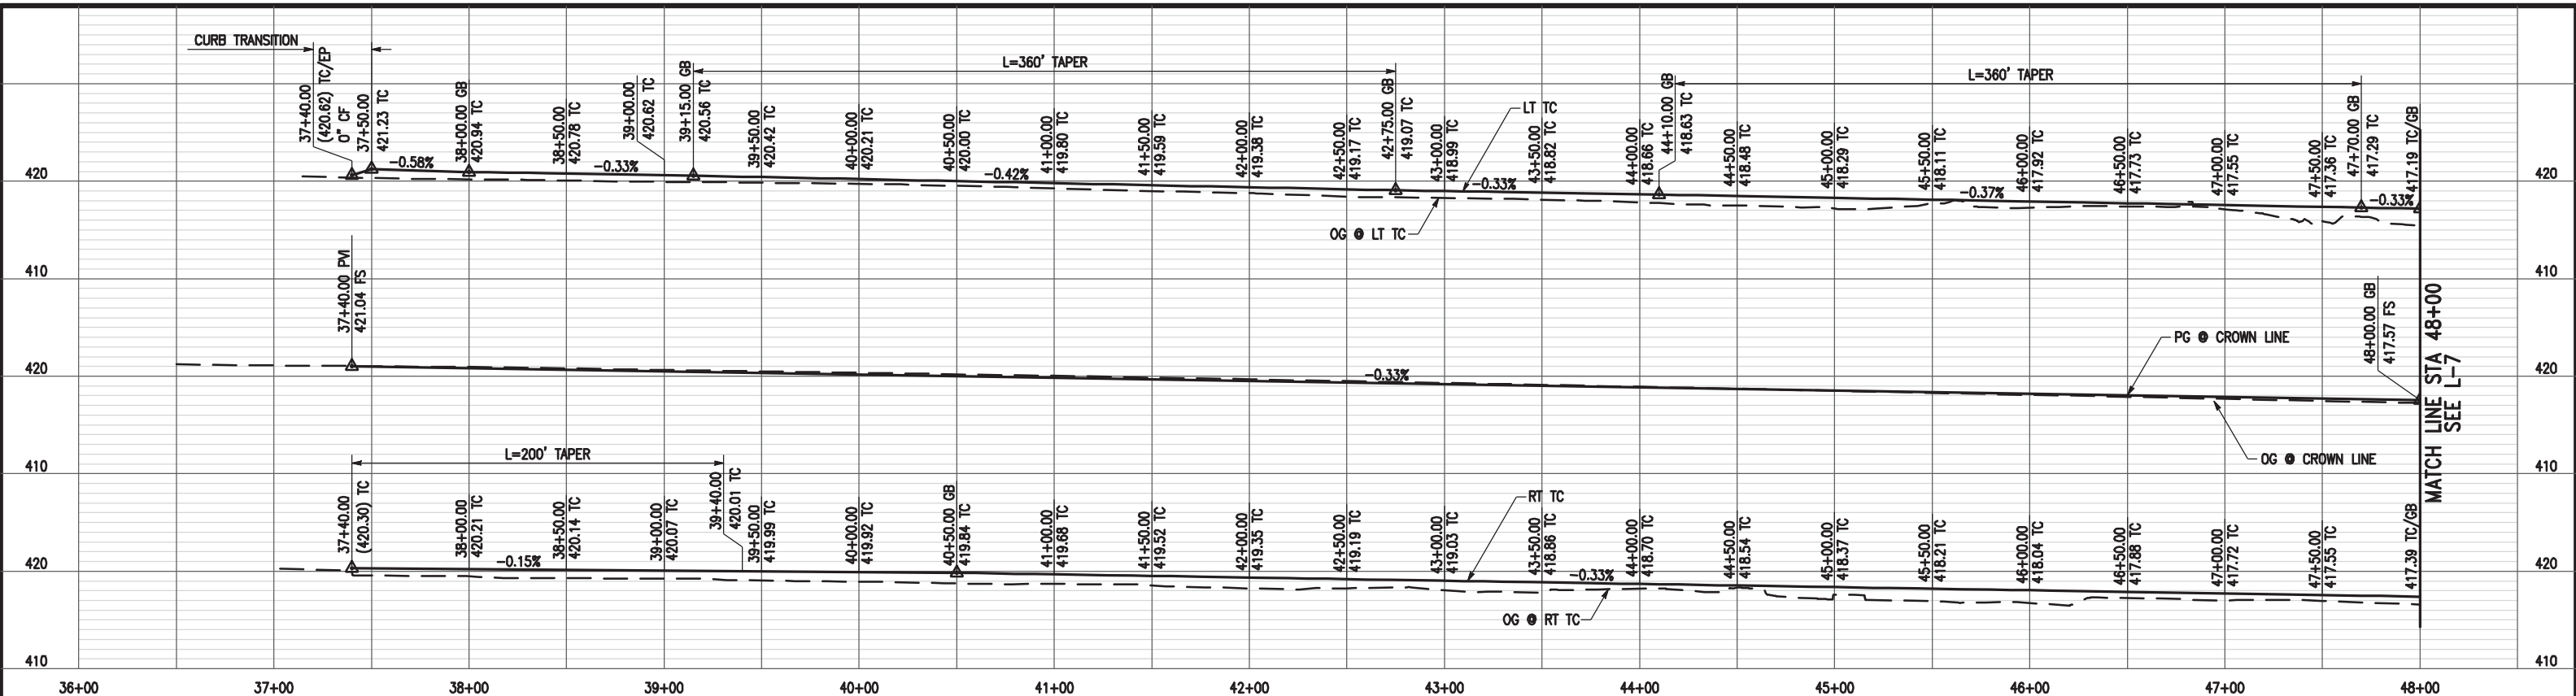 CURB TRANSITION
37+40.00
(420.62) TC/EP
0" CF
37+50.00
421.23 TC
-0.58%
38+00.00 GB
420.94 TC
38+50.00
420.78 TC
-0.33%
39+00.00
420.62 TC
39+15.00 GB
420.56 TC
L=360' TAPER
39+50.00
420.42 TC
40+00.00
420.21 TC
40+50.00
420.00 TC
-0.42%
41+00.00
419.80 TC
41+50.00
419.59 TC
42+00.00
419.38 TC
42+50.00
419.17 TC
42+75.00 GB
419.07 TC
43+00.00
418.99 TC
LT TC
-0.33%
OG @ LT TC
43+50.00
418.82 TC
44+00.00
418.66 TC
44+10.00 GB
418.63 TC
L=360' TAPER
44+50.00
418.48 TC
45+00.00
418.29 TC
45+50.00
418.11 TC
-0.37%
46+00.00
417.92 TC
46+50.00
417.73 TC
47+00.00
417.55 TC
47+50.00
417.36 TC
47+70.00 GB
417.29 TC
-0.33%
417.19 TC/GB
420
420
410
410
37+40.00 PVI
421.04 FS
-0.33%
PG @ CROWN LINE
OG @ CROWN LINE
48+00.00 GB
417.57 FS
MATCH LINE STA 48+00
SEE L-7
420
420
410
410
L=200' TAPER
37+40.00
(420.30) TC
38+00.00
420.21 TC
-0.15%
38+50.00
420.14 TC
39+00.00
420.07 TC
39+40.00
420.01 TC
39+50.00
419.99 TC
40+00.00
419.92 TC
40+50.00 GB
419.84 TC
41+00.00
419.68 TC
41+50.00
419.52 TC
42+00.00
419.35 TC
42+50.00
419.19 TC
43+00.00
419.03 TC
RT TC
43+50.00
418.86 TC
-0.33%
OG @ RT TC
44+00.00
418.70 TC
44+50.00
418.54 TC
45+00.00
418.37 TC
45+50.00
418.21 TC
46+00.00
418.04 TC
46+50.00
417.88 TC
47+00.00
417.72 TC
47+50.00
417.55 TC
417.39 TC/GB
420
420
410
410
36+00
37+00
38+00
39+00
40+00
41+00
42+00
43+00
44+00
45+00
46+00
47+00
48+00